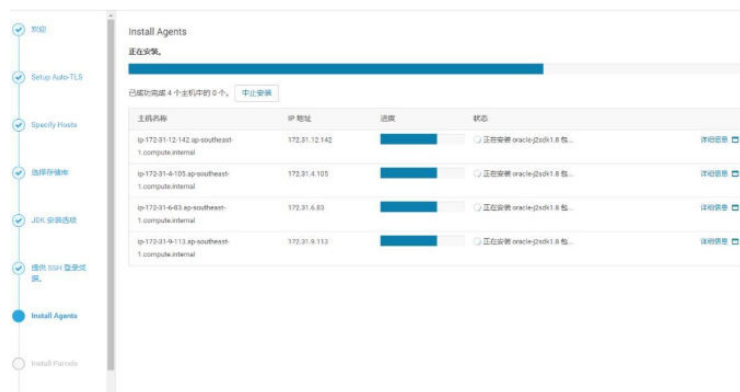 欢迎
Setup Auto-TLS
Specify Hosts
选择存储库
JDK 安装选项
提供 SSH 登录凭
据。
Install Agents
Install Parcels
Install Agents
正在安装。
已成功完成 4 个主机中的 0 个。 中止安装
主机名称 IP 地址 进度 状态
ip-172-31-12-142.ap-southeast- 172.31.12.142 正在安装 oracle-j2sdk1.8 包... 详细信息
1.compute.internal
ip-172-31-4-105.ap-southeast- 172.31.4.105 正在安装 oracle-j2sdk1.8 包... 详细信息
1.compute.internal
ip-172-31-6-83.ap-southeast- 172.31.6.83 正在安装 oracle-j2sdk1.8 包... 详细信息
1.compute.internal
ip-172-31-9-113.ap-southeast- 172.31.9.113 正在安装 oracle-j2sdk1.8 包... 详细信息
1.compute.internal